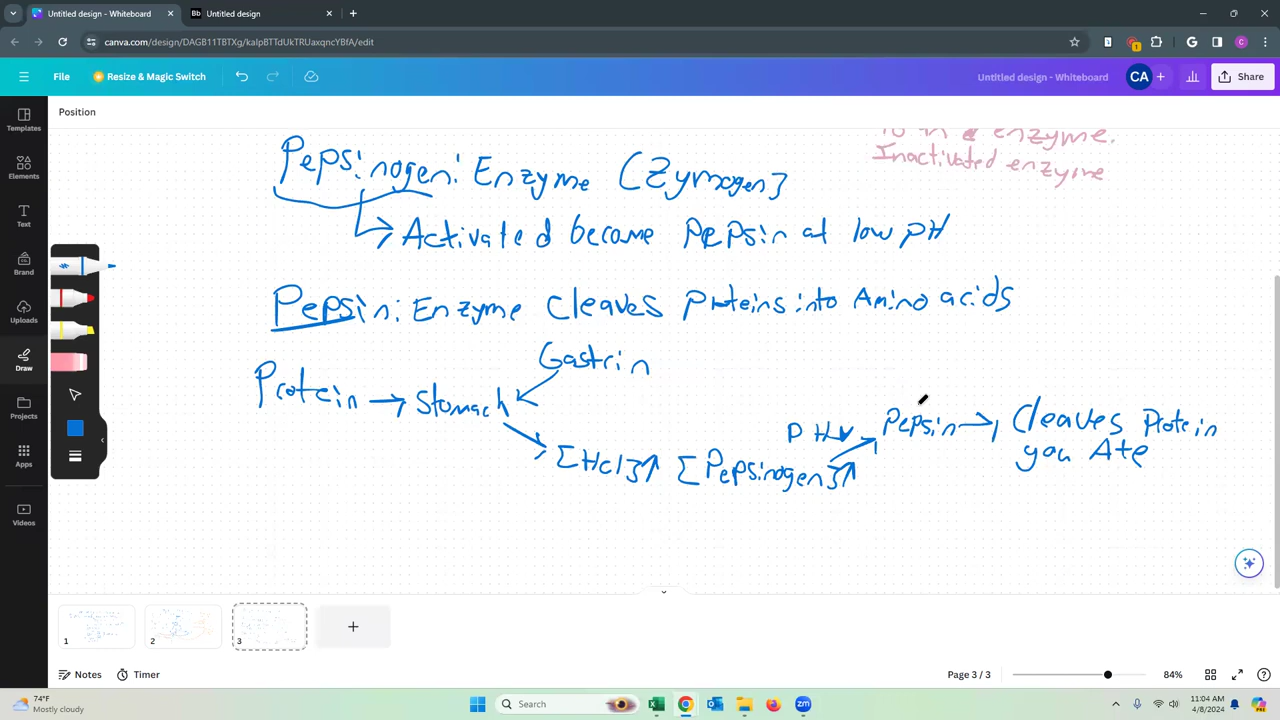 Untitled design - Whiteboard
Untitled design
canva.com/design/DAGB11TBTXg/kaIpBTTdUkTRUaxqncYBfA/edit
File
Resize & Magic Switch
Untitled design - Whiteboard
CA
Share
Position
Templates
Elements
Text
Brand
Uploads
Draw
Projects
Apps
Videos
enzyme.
Inactivated enzyme
Pepsinogen: Enzyme (Zymogen)
Activated become Pepsin at low pH
Pepsin: Enzyme Cleaves Proteins into Amino acids
Gastrin
Protein → Stomach
[HCl]↑ [Pepsinogen]↑
PH↓
Pepsin → Cleaves Protein
you Ate
1
2
3
Notes
Timer
Page 3 / 3
84%
74°F
Mostly cloudy
Search
11:04 AM
4/8/2024